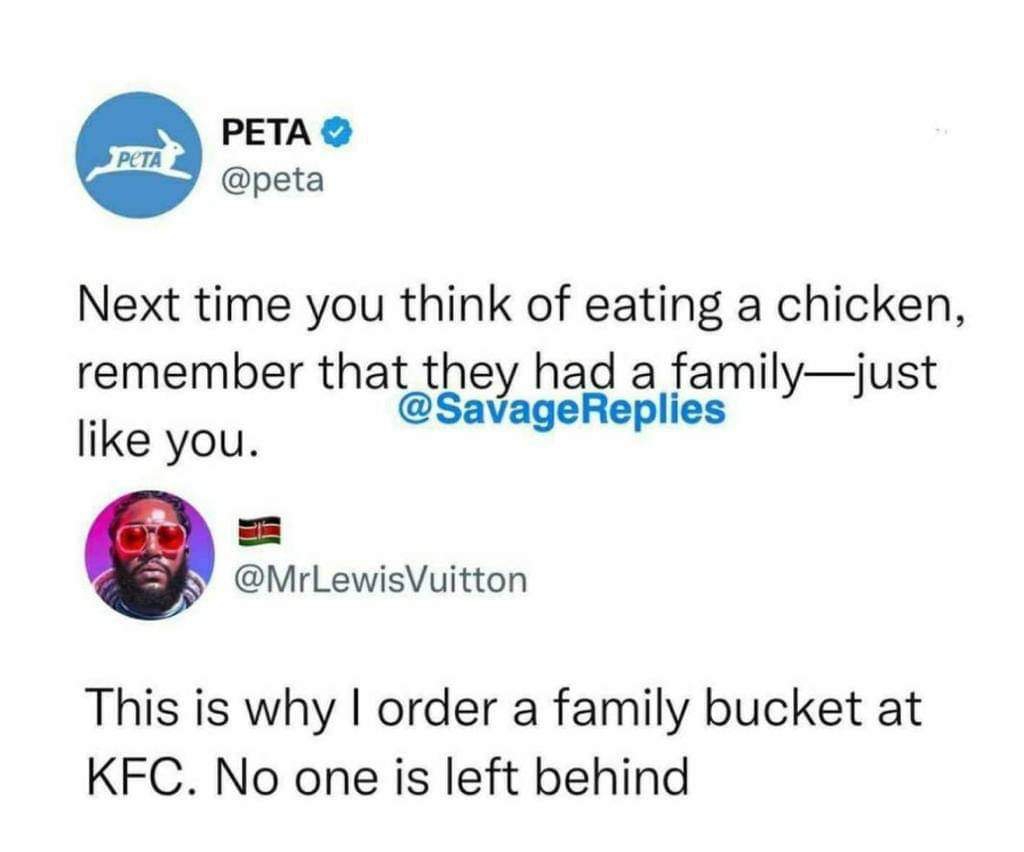 PETA
PETA
@peta
Next time you think of eating a chicken,
remember that they had a family—just
@SavageReplies
like you.
@MrLewisVuitton
This is why I order a family bucket at
KFC. No one is left behind